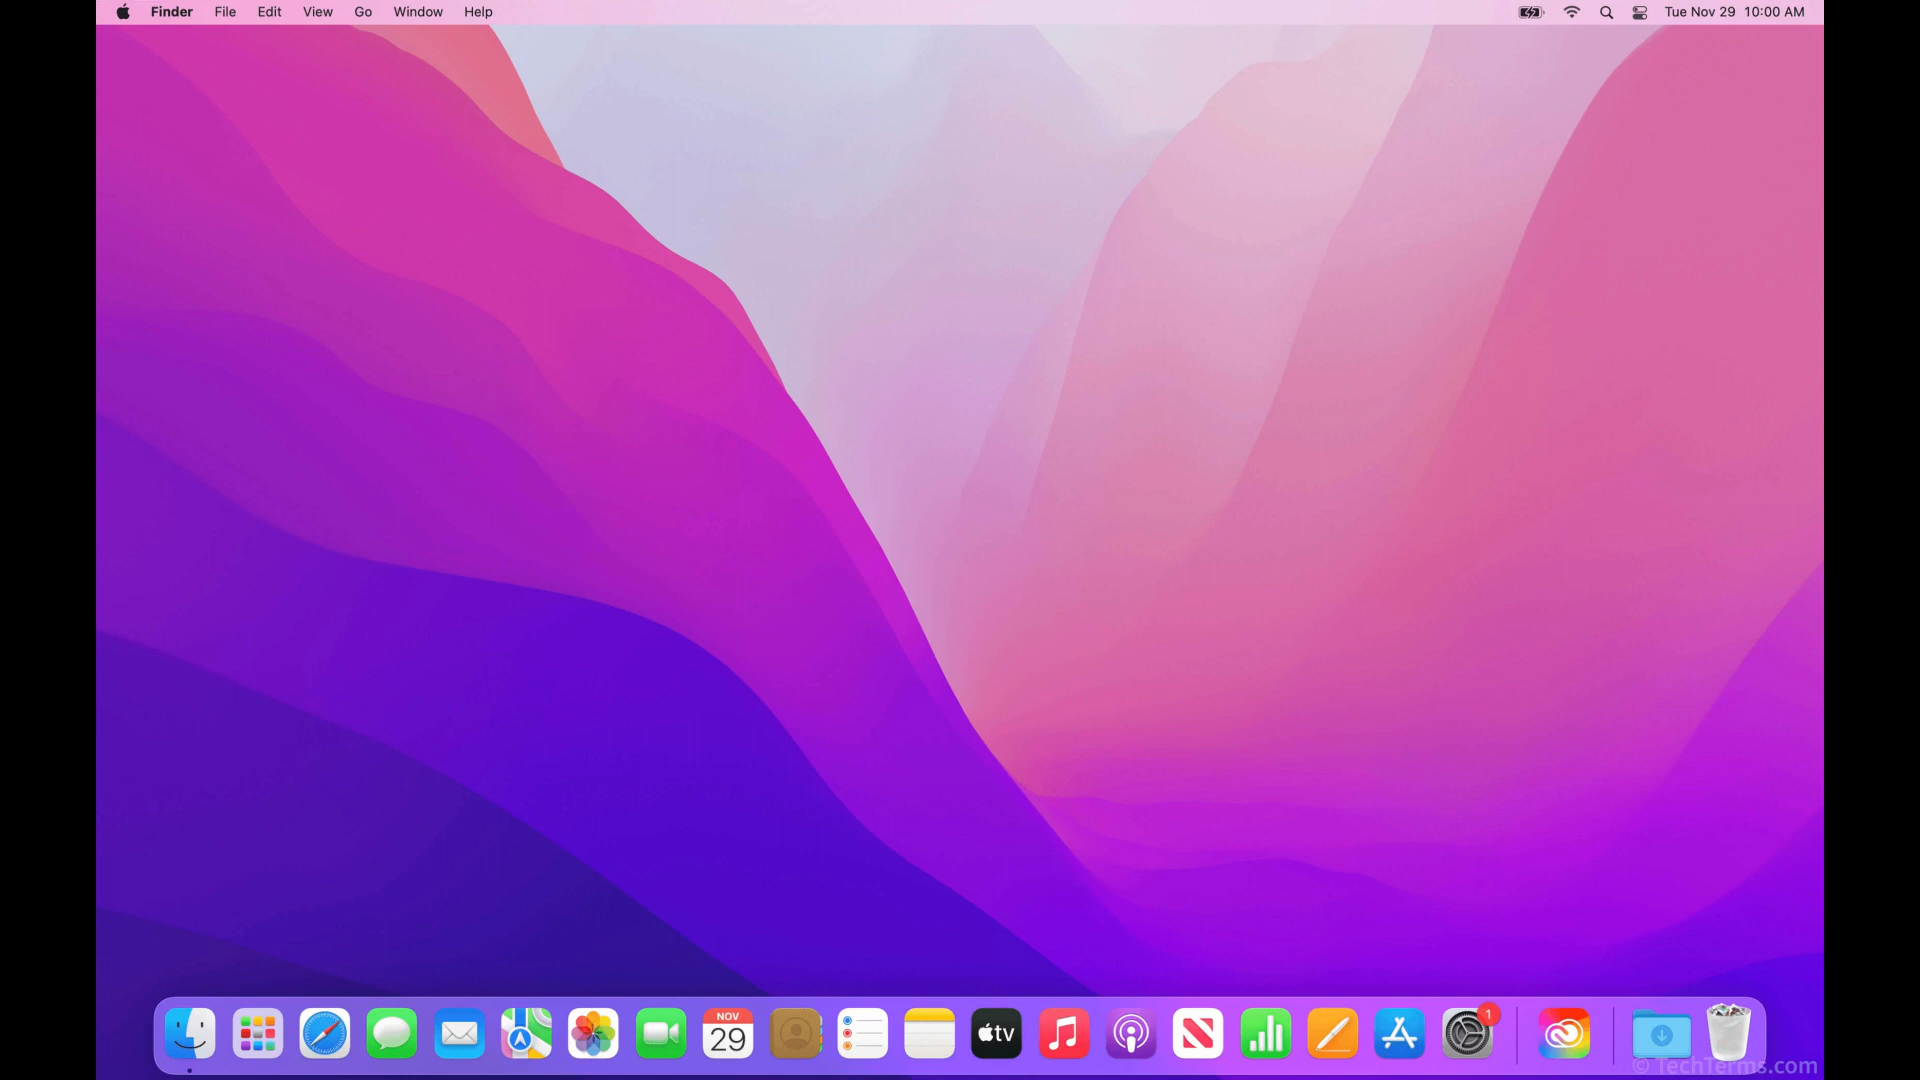 Finder File Edit View Go Window Help Tue Nov 29 10:00 AM
NOV
29
tv
1
© TechTerms.com